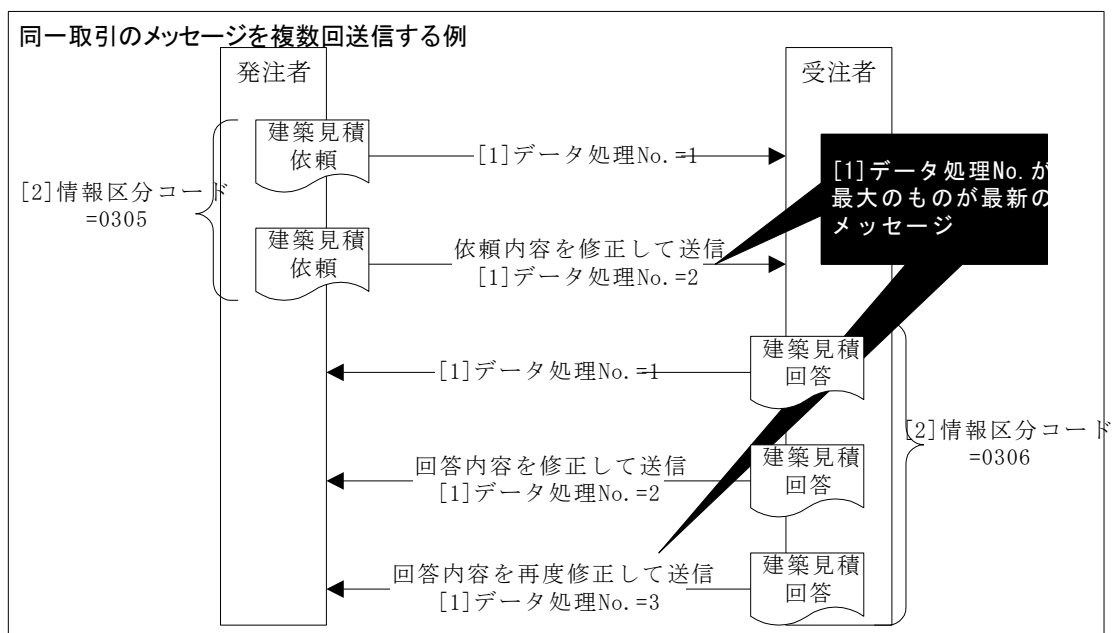 同一取引のメッセージを複数回送信する例
発注者
受注者
建築見積
依頼
[1]データ処理No.=1
[1]データ処理No.が
最大のものが最新の
メッセージ
[2]情報区分コード
=0305
建築見積
依頼
依頼内容を修正して送信
[1]データ処理No.=2
建築見積
回答
[1]データ処理No.=1
[2]情報区分コード
=0306
回答内容を修正して送信
[1]データ処理No.=2
建築見積
回答
回答内容を再度修正して送信
[1]データ処理No.=3
建築見積
回答